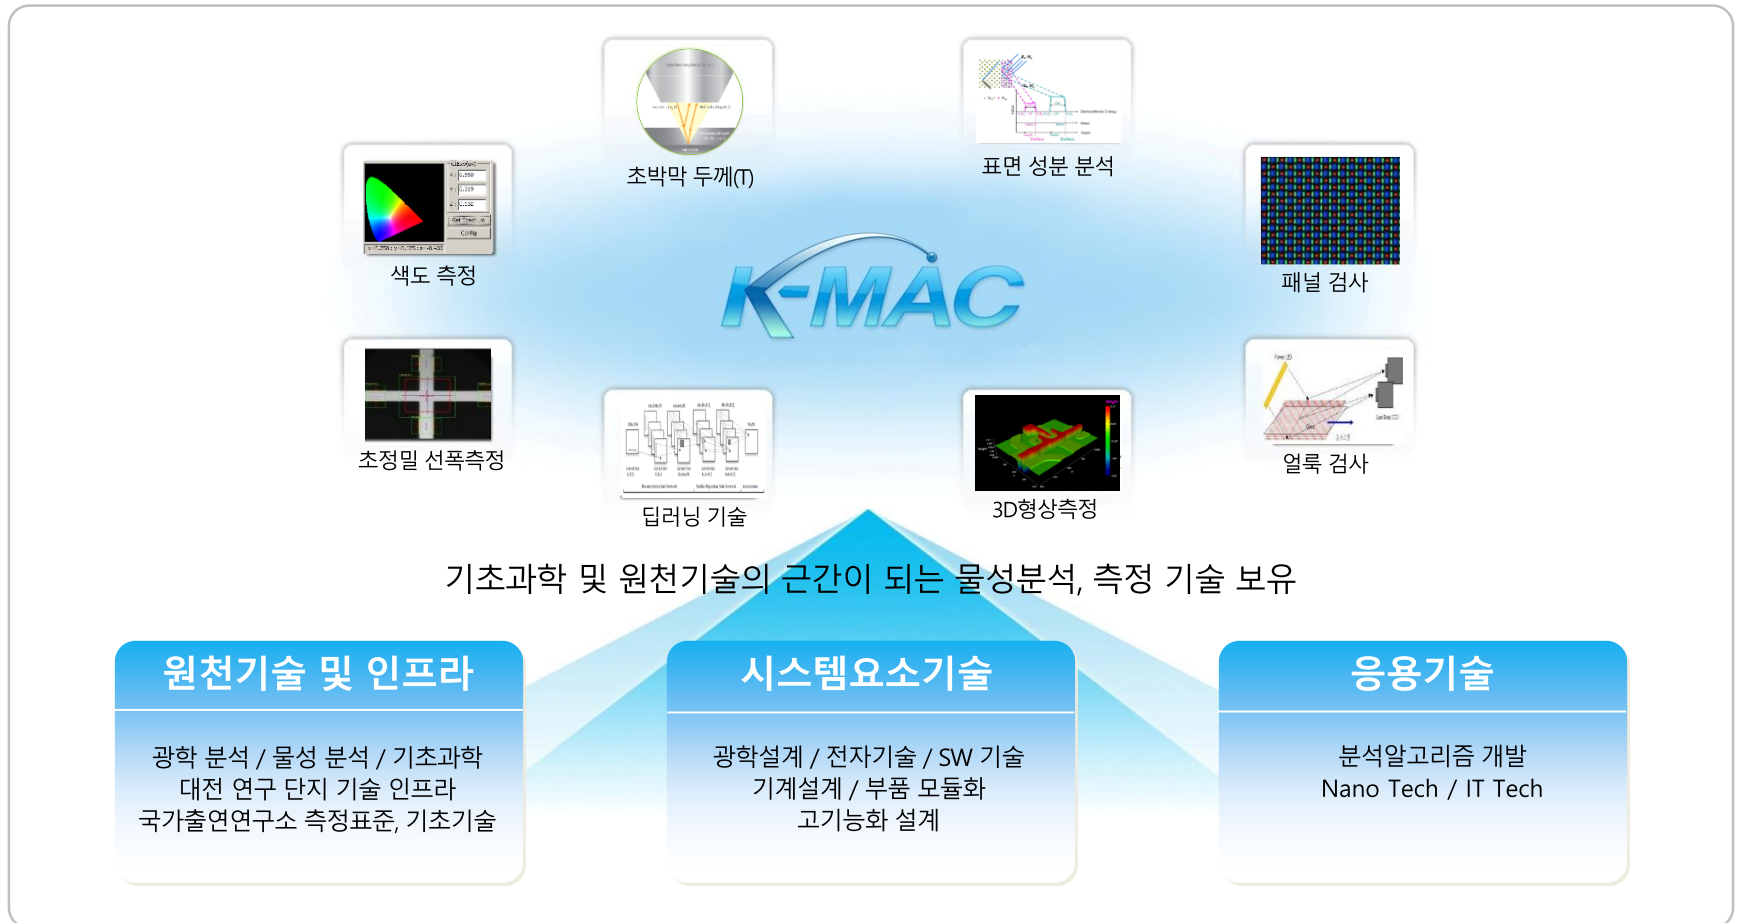 초박막 두께(T)
표면 성분 분석
색도 측정
Config
패널 검사
K-MAC
초정밀 선폭측정
딥러닝 기술
3D형상측정
얼룩 검사
기초과학 및 원천기술의 근간이 되는 물성분석, 측정 기술 보유
원천기술 및 인프라
광학 분석 / 물성 분석 / 기초과학
대전 연구 단지 기술 인프라
국가출연연구소 측정표준, 기초기술
시스템요소기술
광학설계 / 전자기술 / SW 기술
기계설계 / 부품 모듈화
고기능화 설계
응용기술
분석알고리즘 개발
Nano Tech / IT Tech